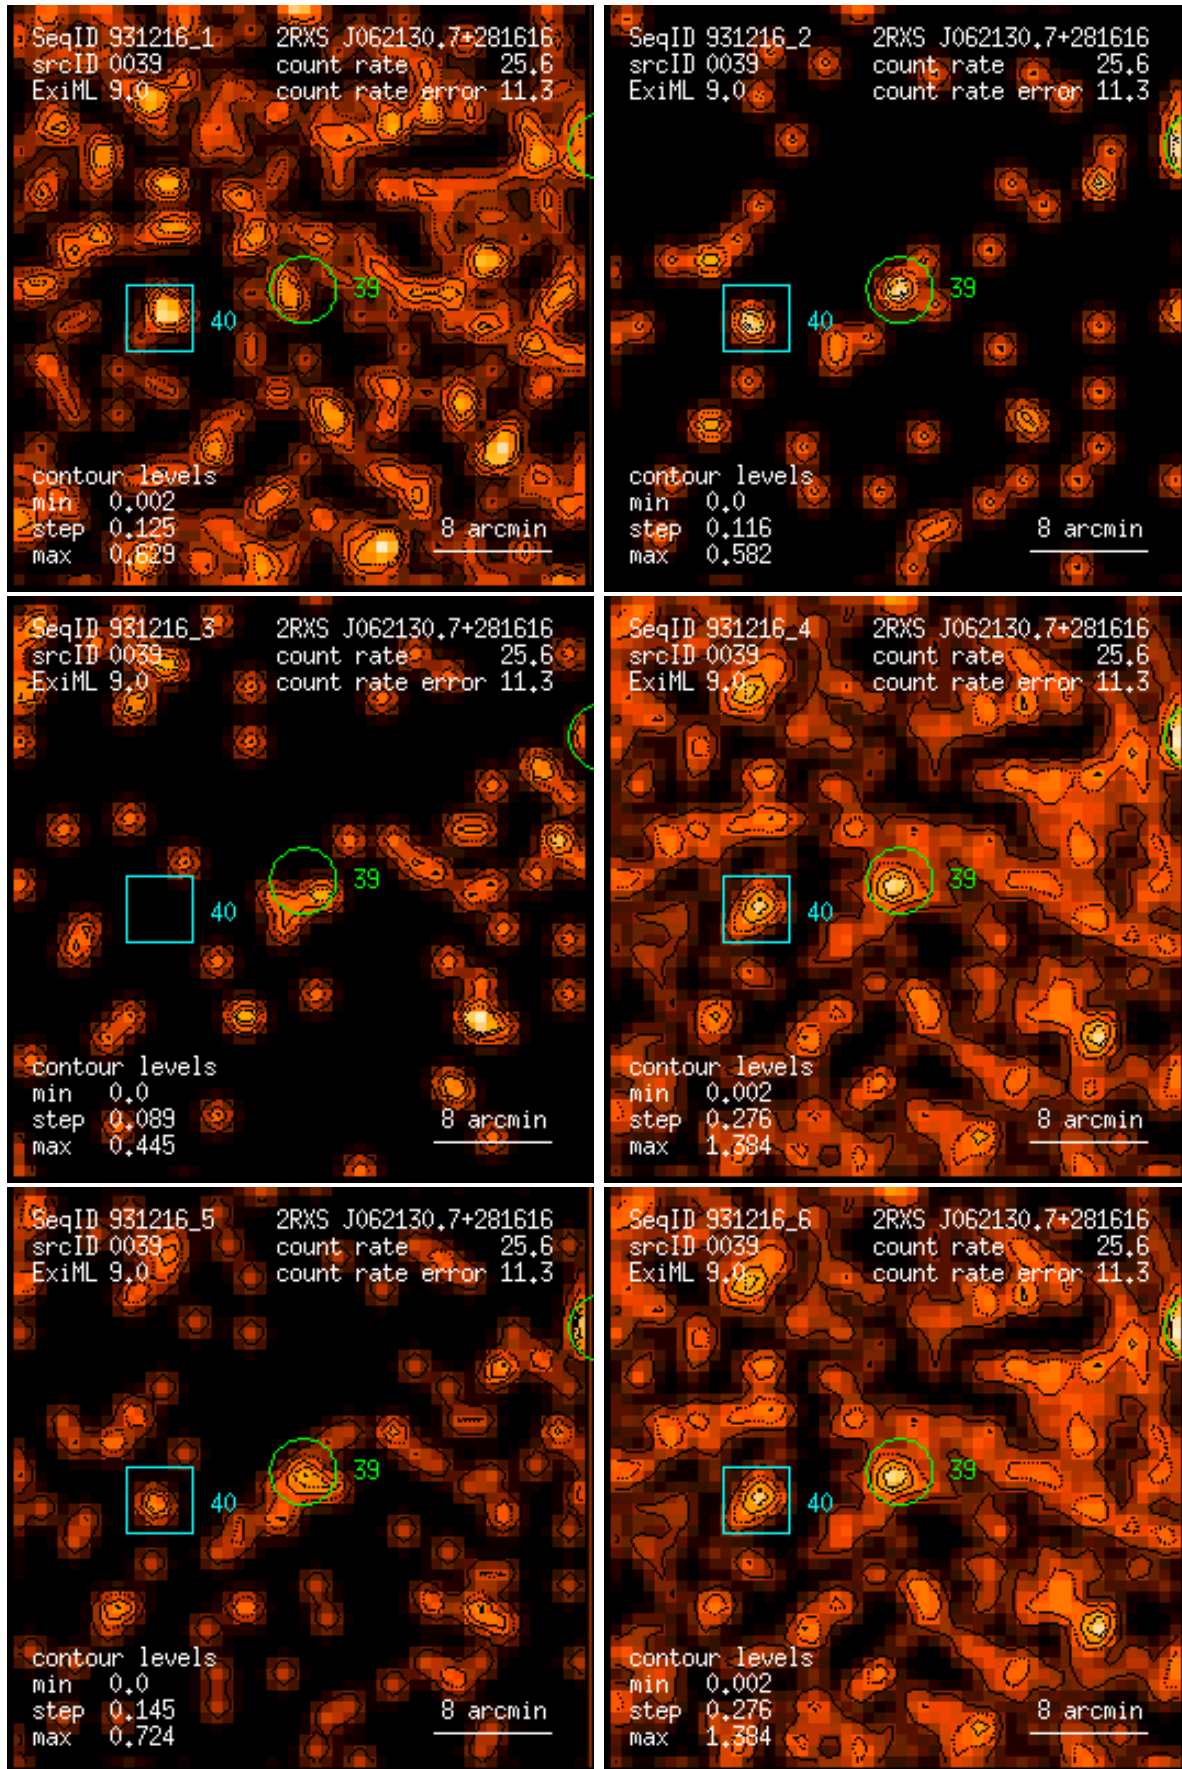 SeqID 931216_1 2RXS J062130.7+281616
srcID 0039 count rate 25.6
ExiML 9.0 count rate error 11.3
39
40
contour levels
min 0.002
step 0.125 8 arcmin
max 0.629
SeqID 931216_2 2RXS J062130.7+281616
srcID 0039 count rate 25.6
ExiML 9.0 count rate error 11.3
39
40
contour levels
min 0.0
step 0.116 8 arcmin
max 0.582
SeqID 931216_3 2RXS J062130.7+281616
srcID 0039 count rate 25.6
ExiML 9.0 count rate error 11.3
39
40
contour levels
min 0.0
step 0.089 8 arcmin
max 0.445
SeqID 931216_4 2RXS J062130.7+281616
srcID 0039 count rate 25.6
ExiML 9.0 count rate error 11.3
39
40
contour levels
min 0.002
step 0.276 8 arcmin
max 1.384
SeqID 931216_5 2RXS J062130.7+281616
srcID 0039 count rate 25.6
ExiML 9.0 count rate error 11.3
39
40
contour levels
min 0.0
step 0.145 8 arcmin
max 0.724
SeqID 931216_6 2RXS J062130.7+281616
srcID 0039 count rate 25.6
ExiML 9.0 count rate error 11.3
39
40
contour levels
min 0.002
step 0.276 8 arcmin
max 1.384